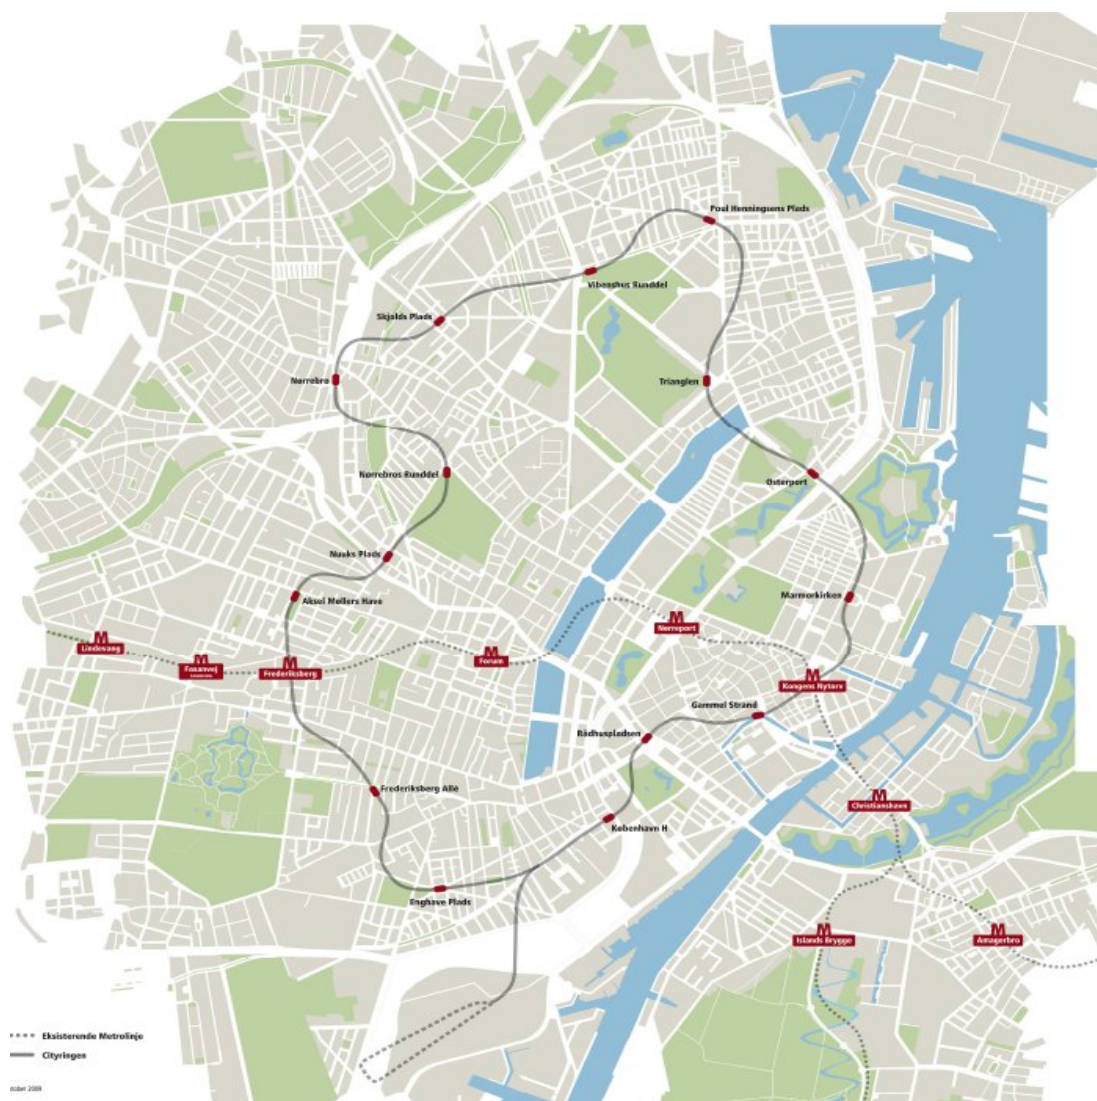 Poul Henningsens Plads
Vibenshus Runddel
Skjolds Plads
Nørrebro
Trianglen
Nørrebros Runddel
Østerport
Nuuks Plads
Aksel Møllers Have
Marmorkirken
Nørreport
Lindevang
Forum
Fasanvej
Frederiksberg
Kongens Nytorv
Gammel Strand
Rådhuspladsen
Frederiksberg Allé
Christianshavn
København H
Enghave Plads
Islands Brygge
Amagerbro
Eksisterende Metrolinje
Cityringen
ktober 2009